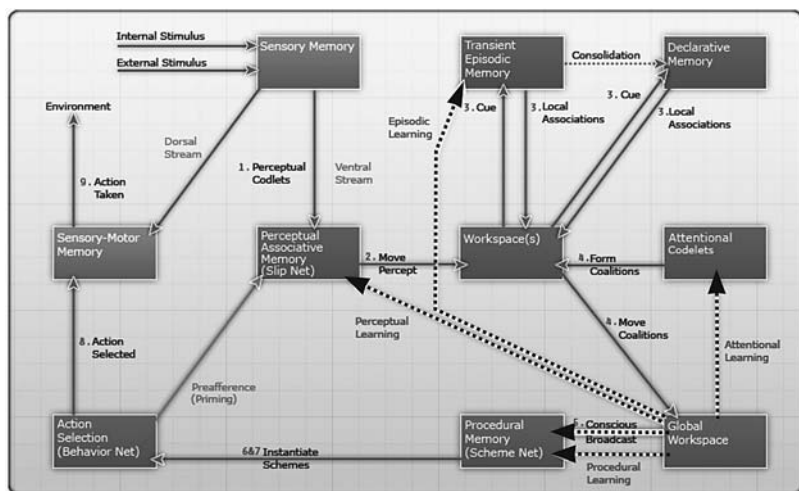 Internal Stimulus
External Stimulus
Sensory Memory
Transient
Episodic
Memory
Consolidation
Declarative
Memory
Environment
Dorsal
Stream
1. Perceptual
Codlets
Ventral
Stream
Episodic
Learning
3. Cue
3. Local
Associations
3. Cue
3. Local
Associations
9. Action
Taken
Sensory-Motor
Memory
Perceptual
Associative
Memory
(Slip Net)
2. Move
Percept
Workspace(s)
4. Form
Coalitions
Attentional
Codelets
8. Action
Selected
Preafference
(Priming)
Perceptual
Learning
4. Move
Coalitions
Attentional
Learning
Action
Selection
(Behavior Net)
6&7 Instantiate
Schemes
Procedural
Memory
(Scheme Net)
5. Conscious
Broadcast
Procedural
Learning
Global
Workspace